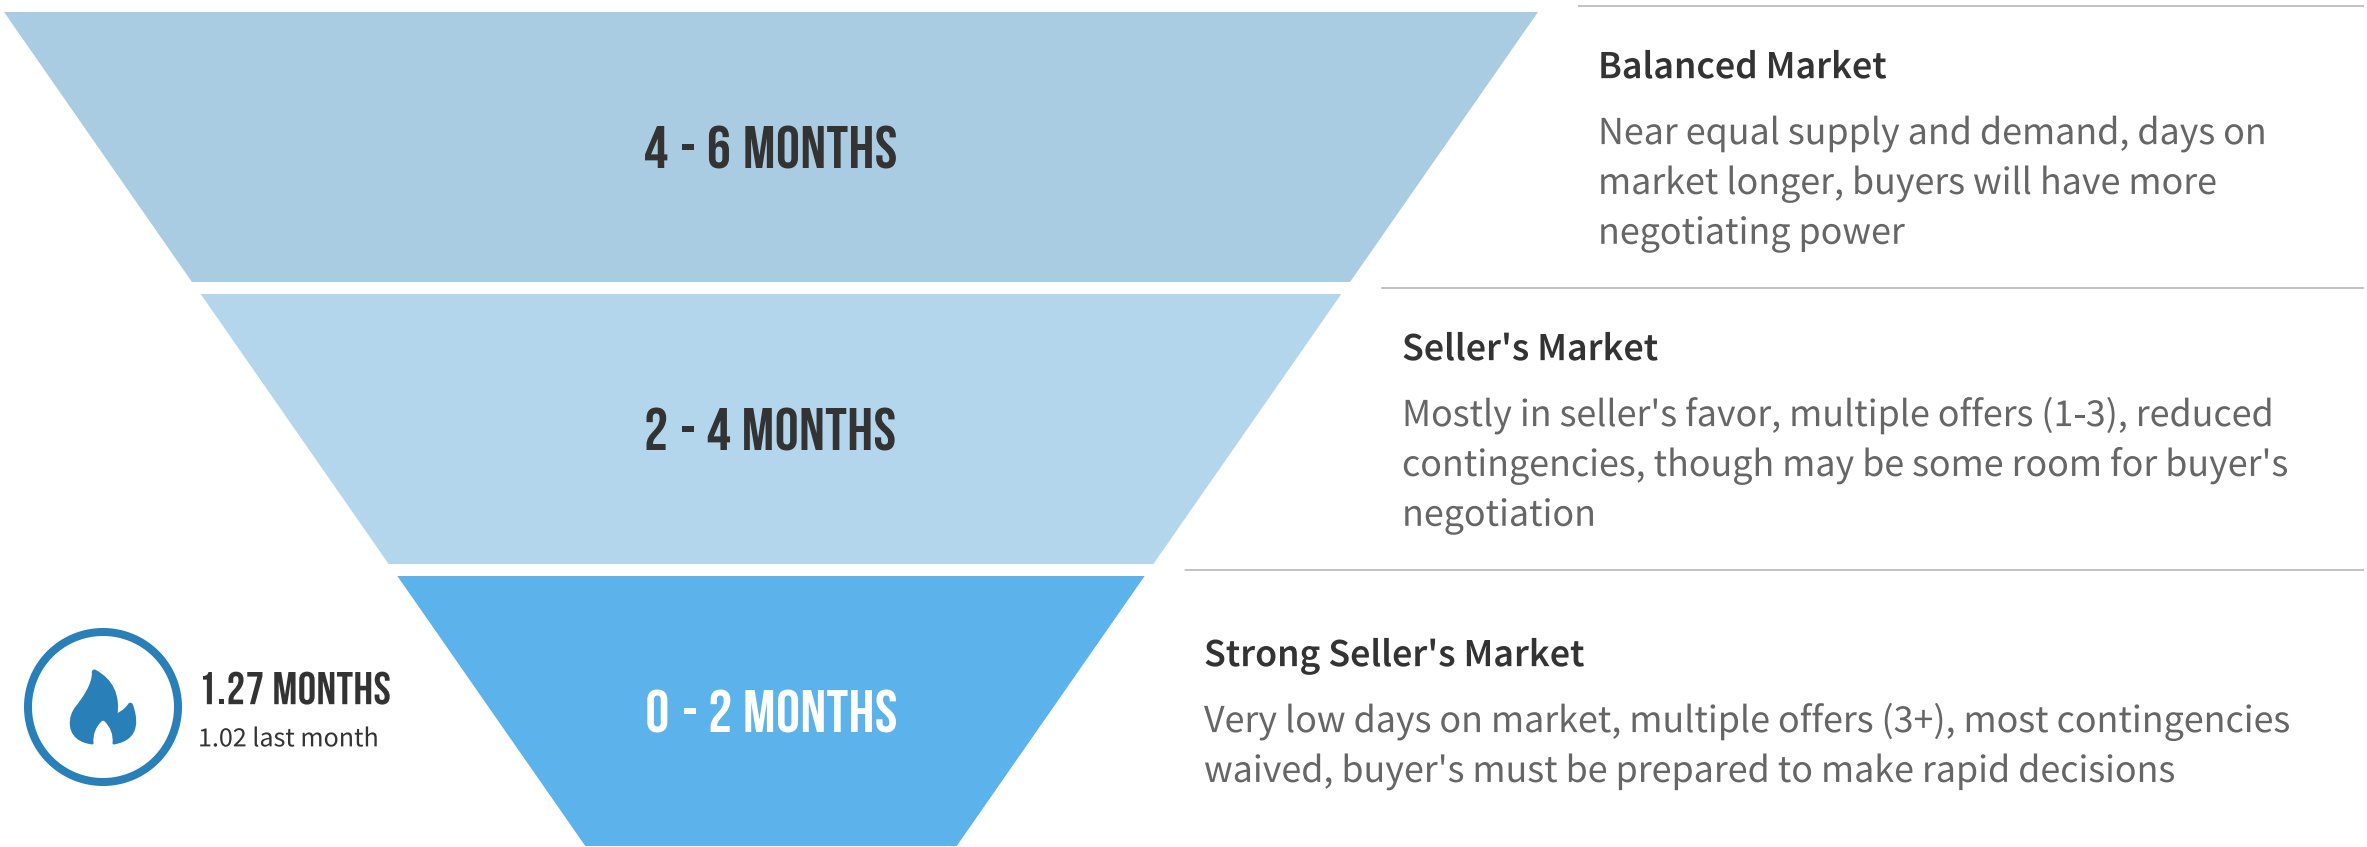 4 - 6 MONTHS
Balanced Market
Near equal supply and demand, days on
market longer, buyers will have more
negotiating power
2 - 4 MONTHS
Seller's Market
Mostly in seller's favor, multiple offers (1-3), reduced
contingencies, though may be some room for buyer's
negotiation
1.27 MONTHS
1.02 last month
0 - 2 MONTHS
Strong Seller's Market
Very low days on market, multiple offers (3+), most contingencies
waived, buyer's must be prepared to make rapid decisions